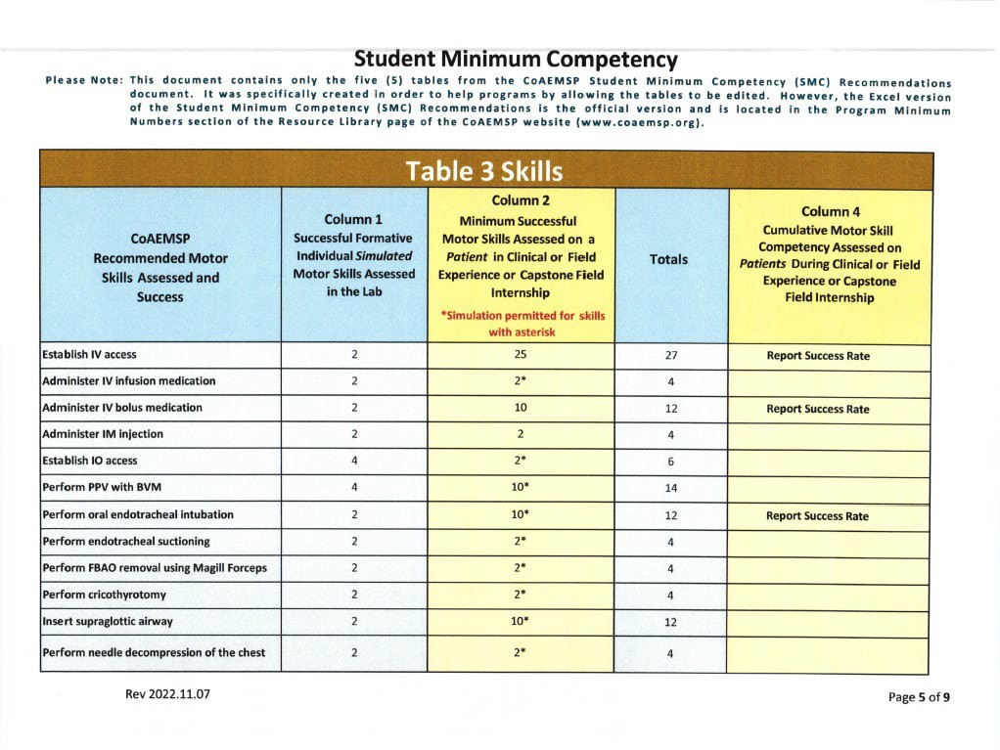 Student Minimum Competency
Please Note: This document contains only the five (5) tables from the CoAEMSP Student Minimum Competency (SMC) Recommendations
document. It was specifically created in order to help programs by allowing the tables to be edited. However, the Excel version
of the Student Minimum Competency (SMC) Recommendations is the official version and is located in the Program Minimum
Numbers section of the Resource Library page of the CoAEMSP website (www.coaemsp.org).
Table 3 Skills
CoAEMSP
Recommended Motor
Skills Assessed and
Success
Column 1
Successful Formative
Individual Simulated
Motor Skills Assessed
in the Lab
Column 2
Minimum Successful
Motor Skills Assessed on a
Patient in Clinical or Field
Experience or Capstone Field
Internship
*Simulation permitted for skills
with asterisk
Totals
Column 4
Cumulative Motor Skill
Competency Assessed on
Patients During Clinical or Field
Experience or Capstone
Field Internship
Establish IV access 2 25 27 Report Success Rate
Administer IV infusion medication 2 2* 4
Administer IV bolus medication 2 10 12 Report Success Rate
Administer IM injection 2 2 4
Establish IO access 4 2* 6
Perform PPV with BVM 4 10* 14
Perform oral endotracheal intubation 2 10* 12 Report Success Rate
Perform endotracheal suctioning 2 2* 4
Perform FBAO removal using Magill Forceps 2 2* 4
Perform cricothyrotomy 2 2* 4
Insert supraglottic airway 2 10* 12
Perform needle decompression of the chest 2 2* 4
Rev 2022.11.07
Page 5 of 9